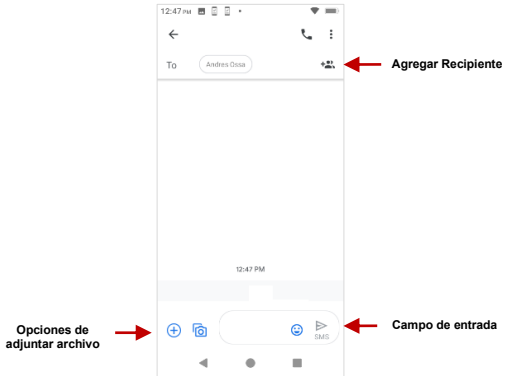 12:47 PM
To
Andres Ossa
Agregar Recipiente
12:47 PM
Opciones de
adjuntar archivo
SMS
Campo de entrada